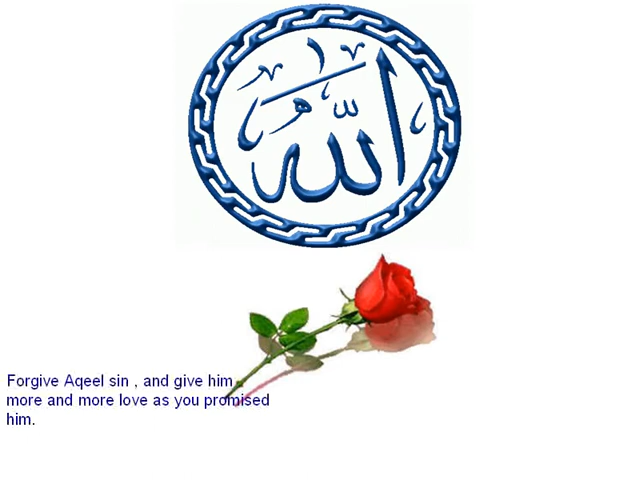 الله
Forgive Aqeel sin , and give him
more and more love as you promised
him.